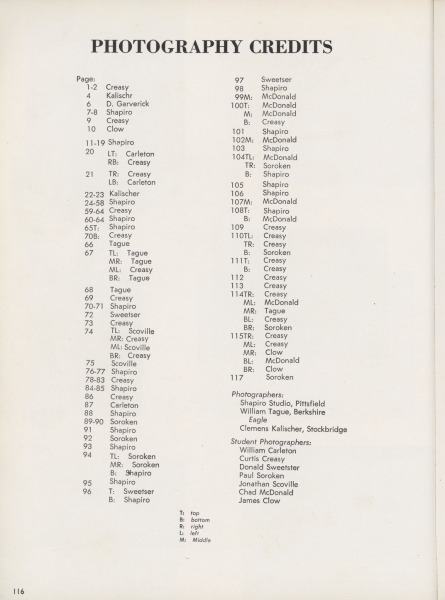 PHOTOGRAPHY CREDITS
Page:
1-2 Creasy
4 Kalischr
6 D. Garverick
7-8 Shapiro
9 Creasy
10 Clow
11-19 Shapiro
20 LT: Carleton
RB: Creasy
21 TR: Creasy
LB: Carleton
22-23 Kalischer
24-58 Shapiro
59-64 Creasy
60-64 Shapiro
65T: Shapiro
70B: Creasy
66 Tague
67 TL: Tague
MR: Tague
ML: Creasy
BR: Tague
68 Tague
69 Creasy
70-71 Shapiro
72 Sweetser
73 Creasy
74 TL: Scoville
MR: Creasy
ML: Scoville
BR: Creasy
75 Scoville
76-77 Shapiro
78-83 Creasy
84-85 Shapiro
86 Creasy
87 Carleton
88 Shapiro
89-90 Soroken
91 Shapiro
92 Soroken
93 Shapiro
94 TL: Soroken
MR: Soroken
B: Shapiro
95 Shapiro
96 T: Sweetser
B: Shapiro
97 Sweetser
98 Shapiro
99M: McDonald
100T: McDonald
M: McDonald
B: Creasy
101 Shapiro
102M: McDonald
103 Shapiro
104TL: McDonald
TR: Soroken
B: Shapiro
105 Shapiro
106 Shapiro
107M: McDonald
108T: Shapiro
B: McDonald
109 Creasy
110TL: Creasy
TR: Creasy
B: Soroken
111T: Creasy
B: Creasy
112 Creasy
113 Creasy
114TR: Creasy
ML: McDonald
MR: Tague
BL: Creasy
BR: Soroken
115TR: Creasy
ML: Creasy
MR: Clow
BL: McDonald
BR: Clow
117 Soroken
Photographers:
Shapiro Studio, Pittsfield
William Tague, Berkshire
Eagle
Clemens Kalischer, Stockbridge
Student Photographers:
William Carleton
Curtis Creasy
Donald Sweetster
Paul Soroken
Jonathan Scoville
Chad McDonald
James Clow
T: top
B: bottom
R: right
L: left
M: Middle
116